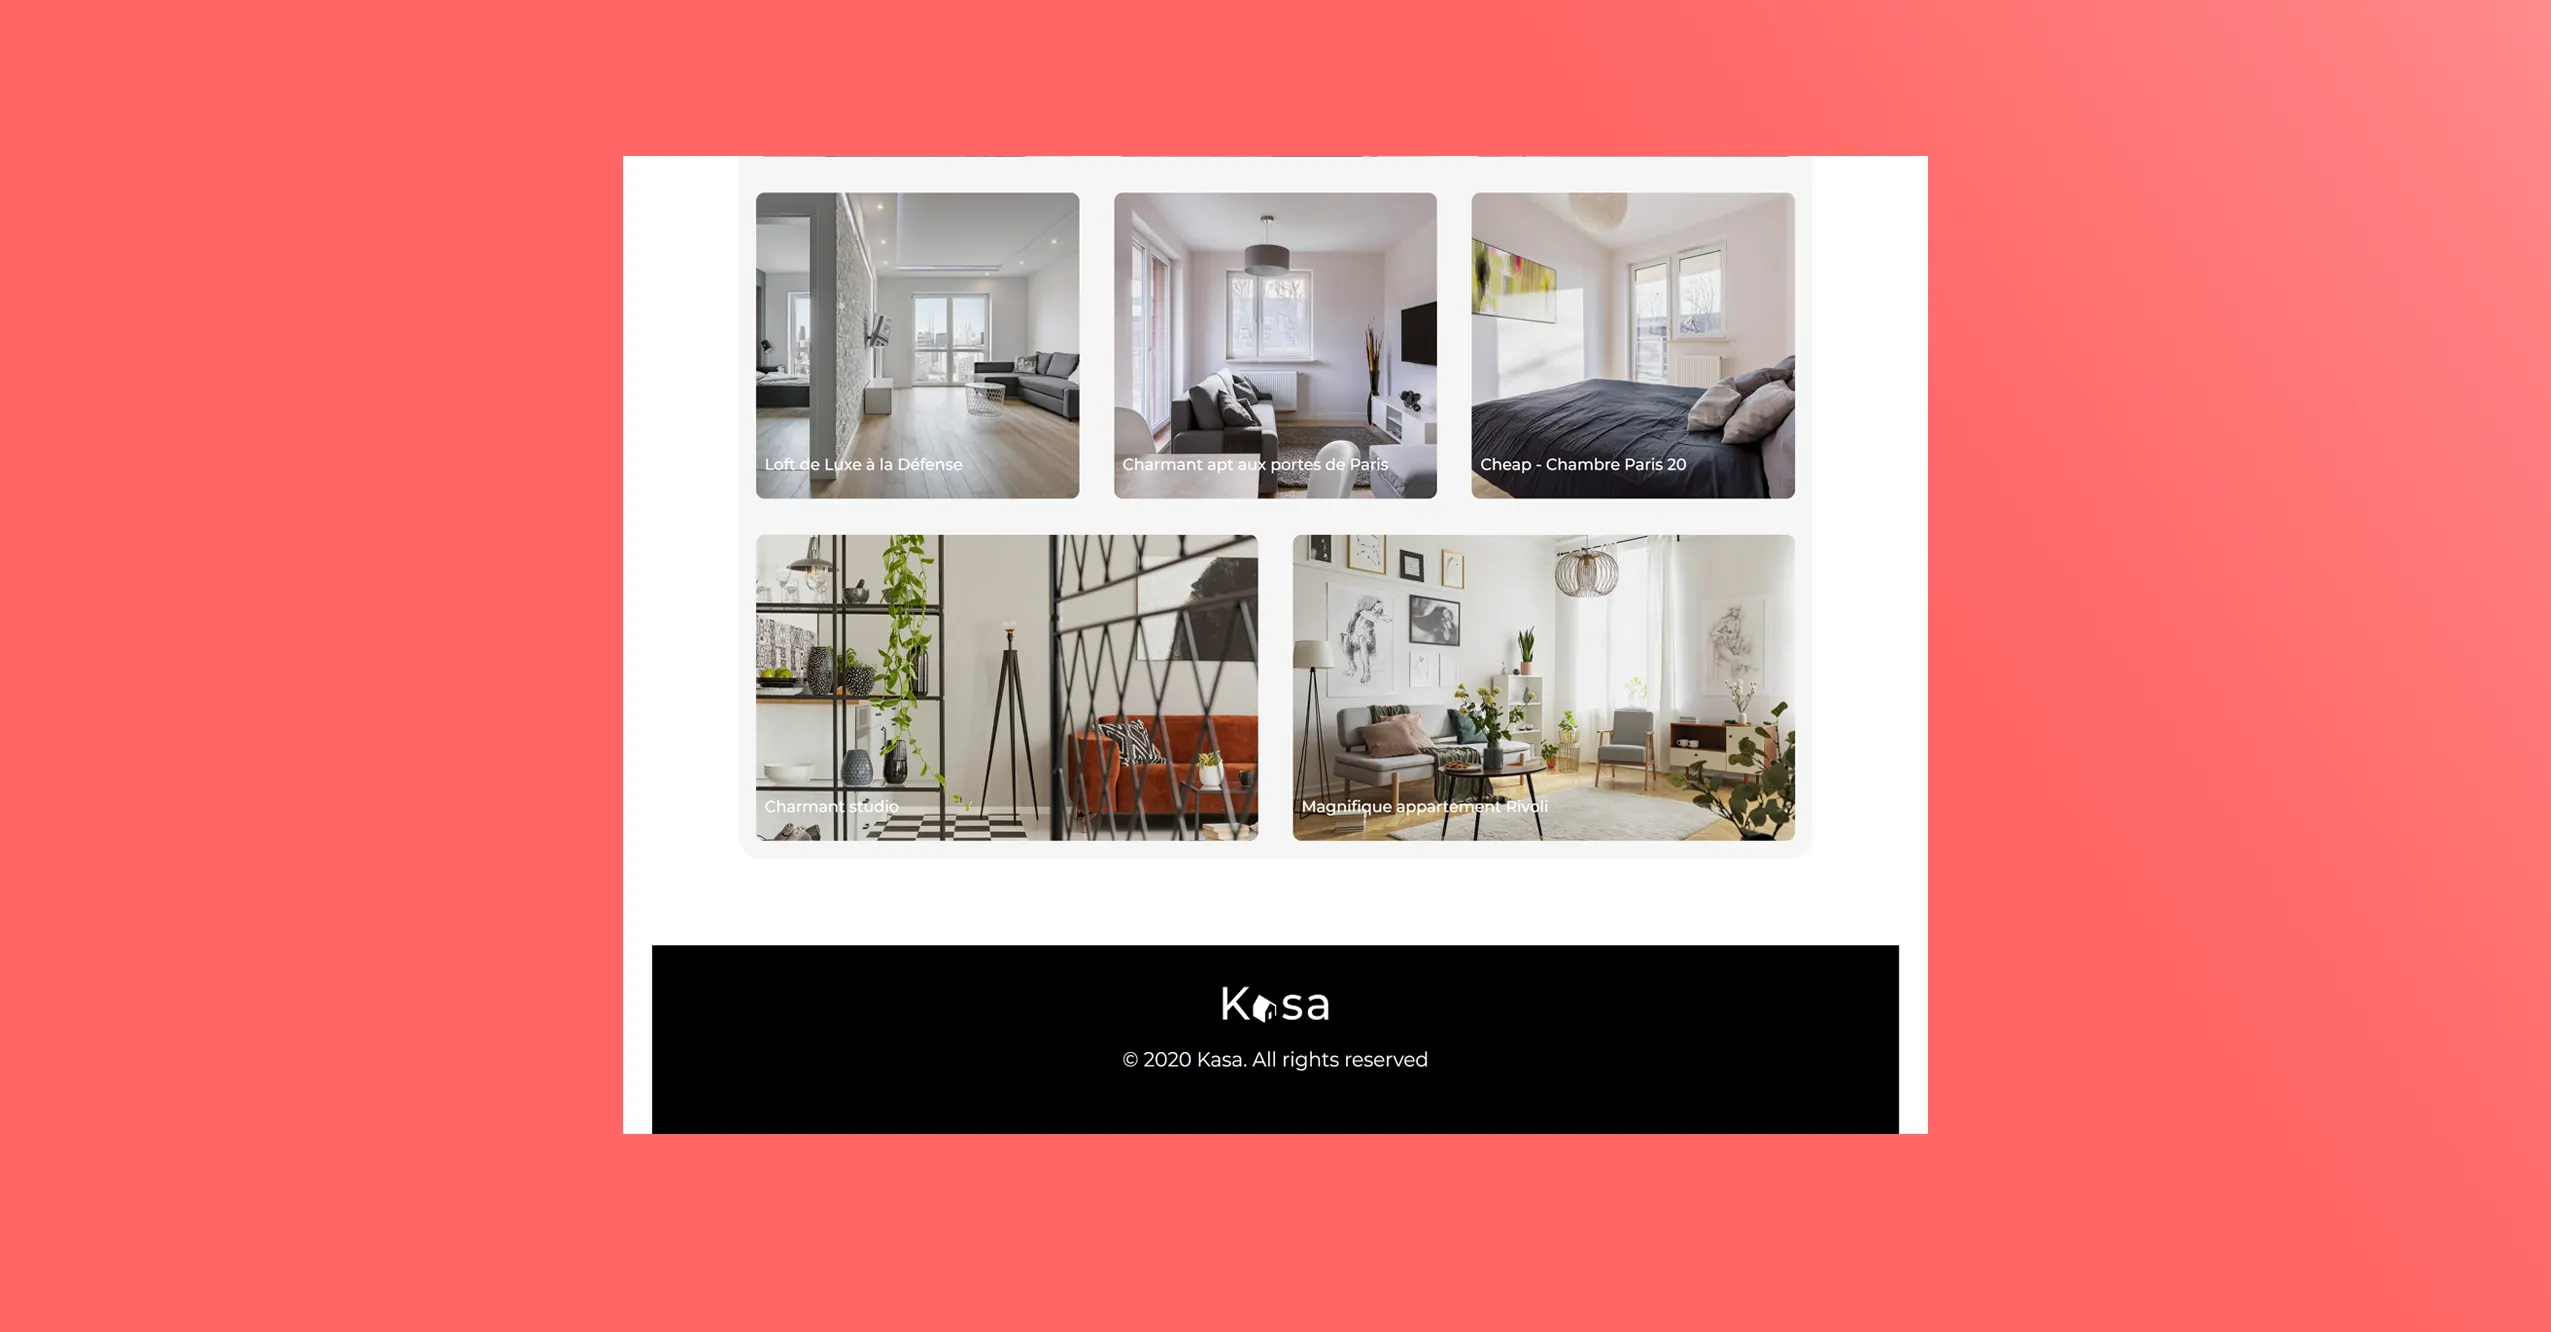 Loft de Luxe à la Défense
Charmant apt aux portes de Paris
Cheap - Chambre Paris 20
Charmant studio
Magnifique appartement Rivoli
Kasa
© 2020 Kasa. All rights reserved